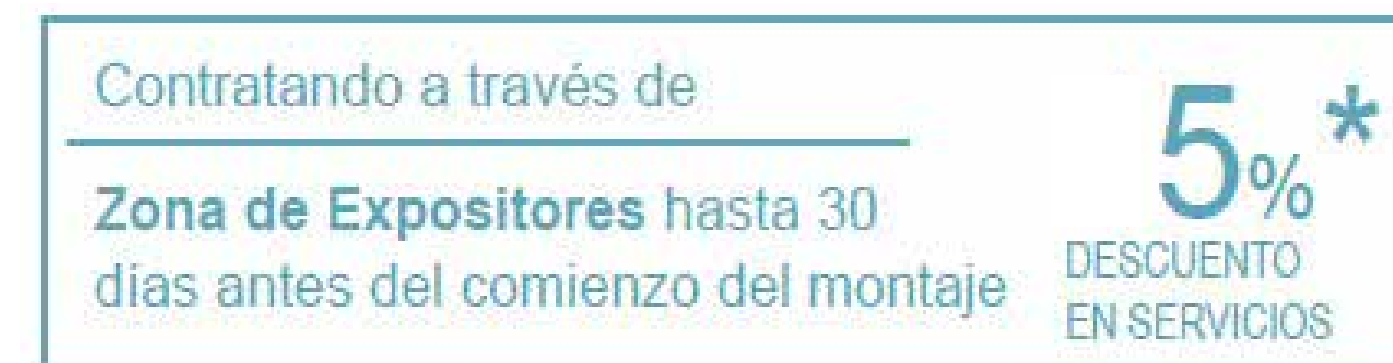 Contratando a través de
Zona de Expositores hasta 30
días antes del comienzo del montaje
5% *
DESCUENTO
EN SERVICIOS